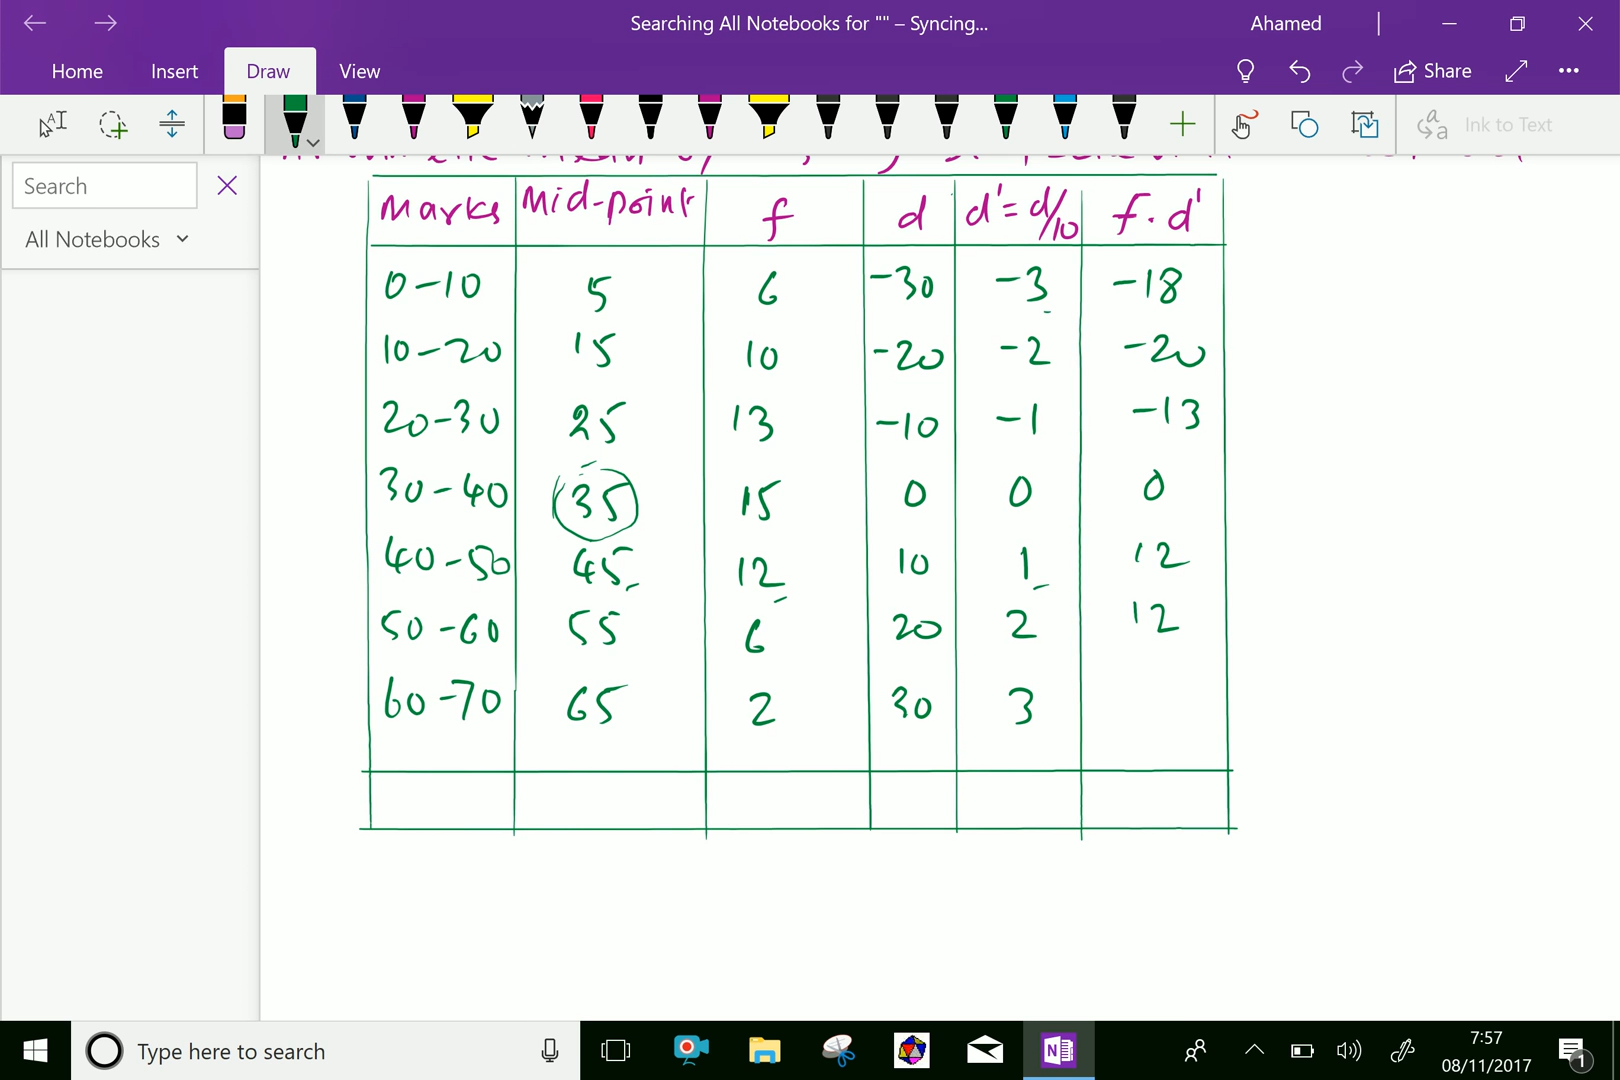 Searching All Notebooks for "" – Syncing...
Ahamed
Home Insert Draw View
Share
Ink to Text
Search
All Notebooks
Marks Mid-point f d d'=d/10 f.d'
0-10 5 6 -30 -3 -18
10-20 15 10 -20 -2 -20
20-30 25 13 -10 -1 -13
30-40 35 15 0 0 0
40-50 45 12 10 1 12
50-60 55 6 20 2 12
60-70 65 2 30 3
Type here to search
7:57
08/11/2017
1